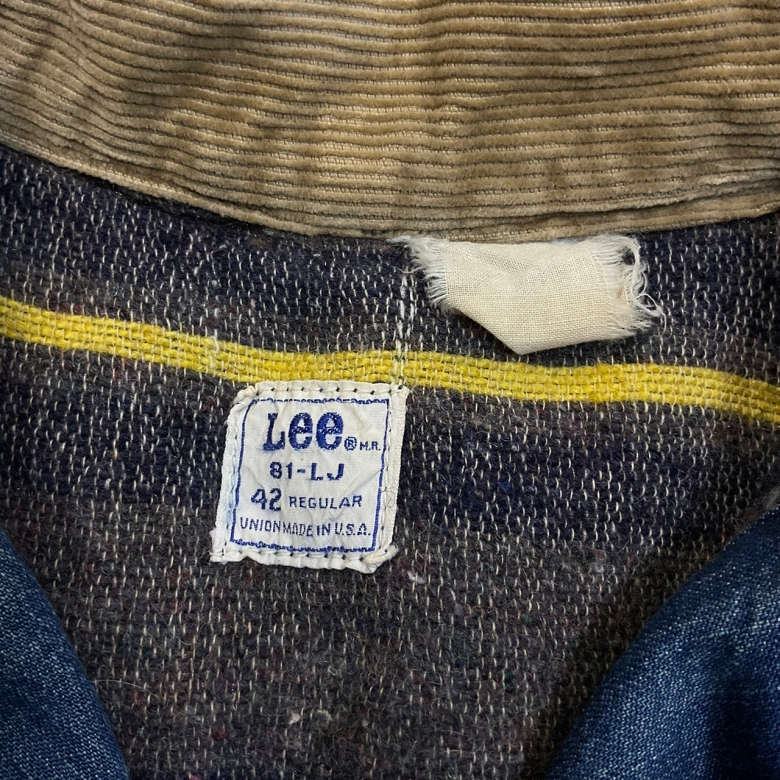 Lee® M.R.
81-LJ
42 REGULAR
UNION MADE IN U.S.A.